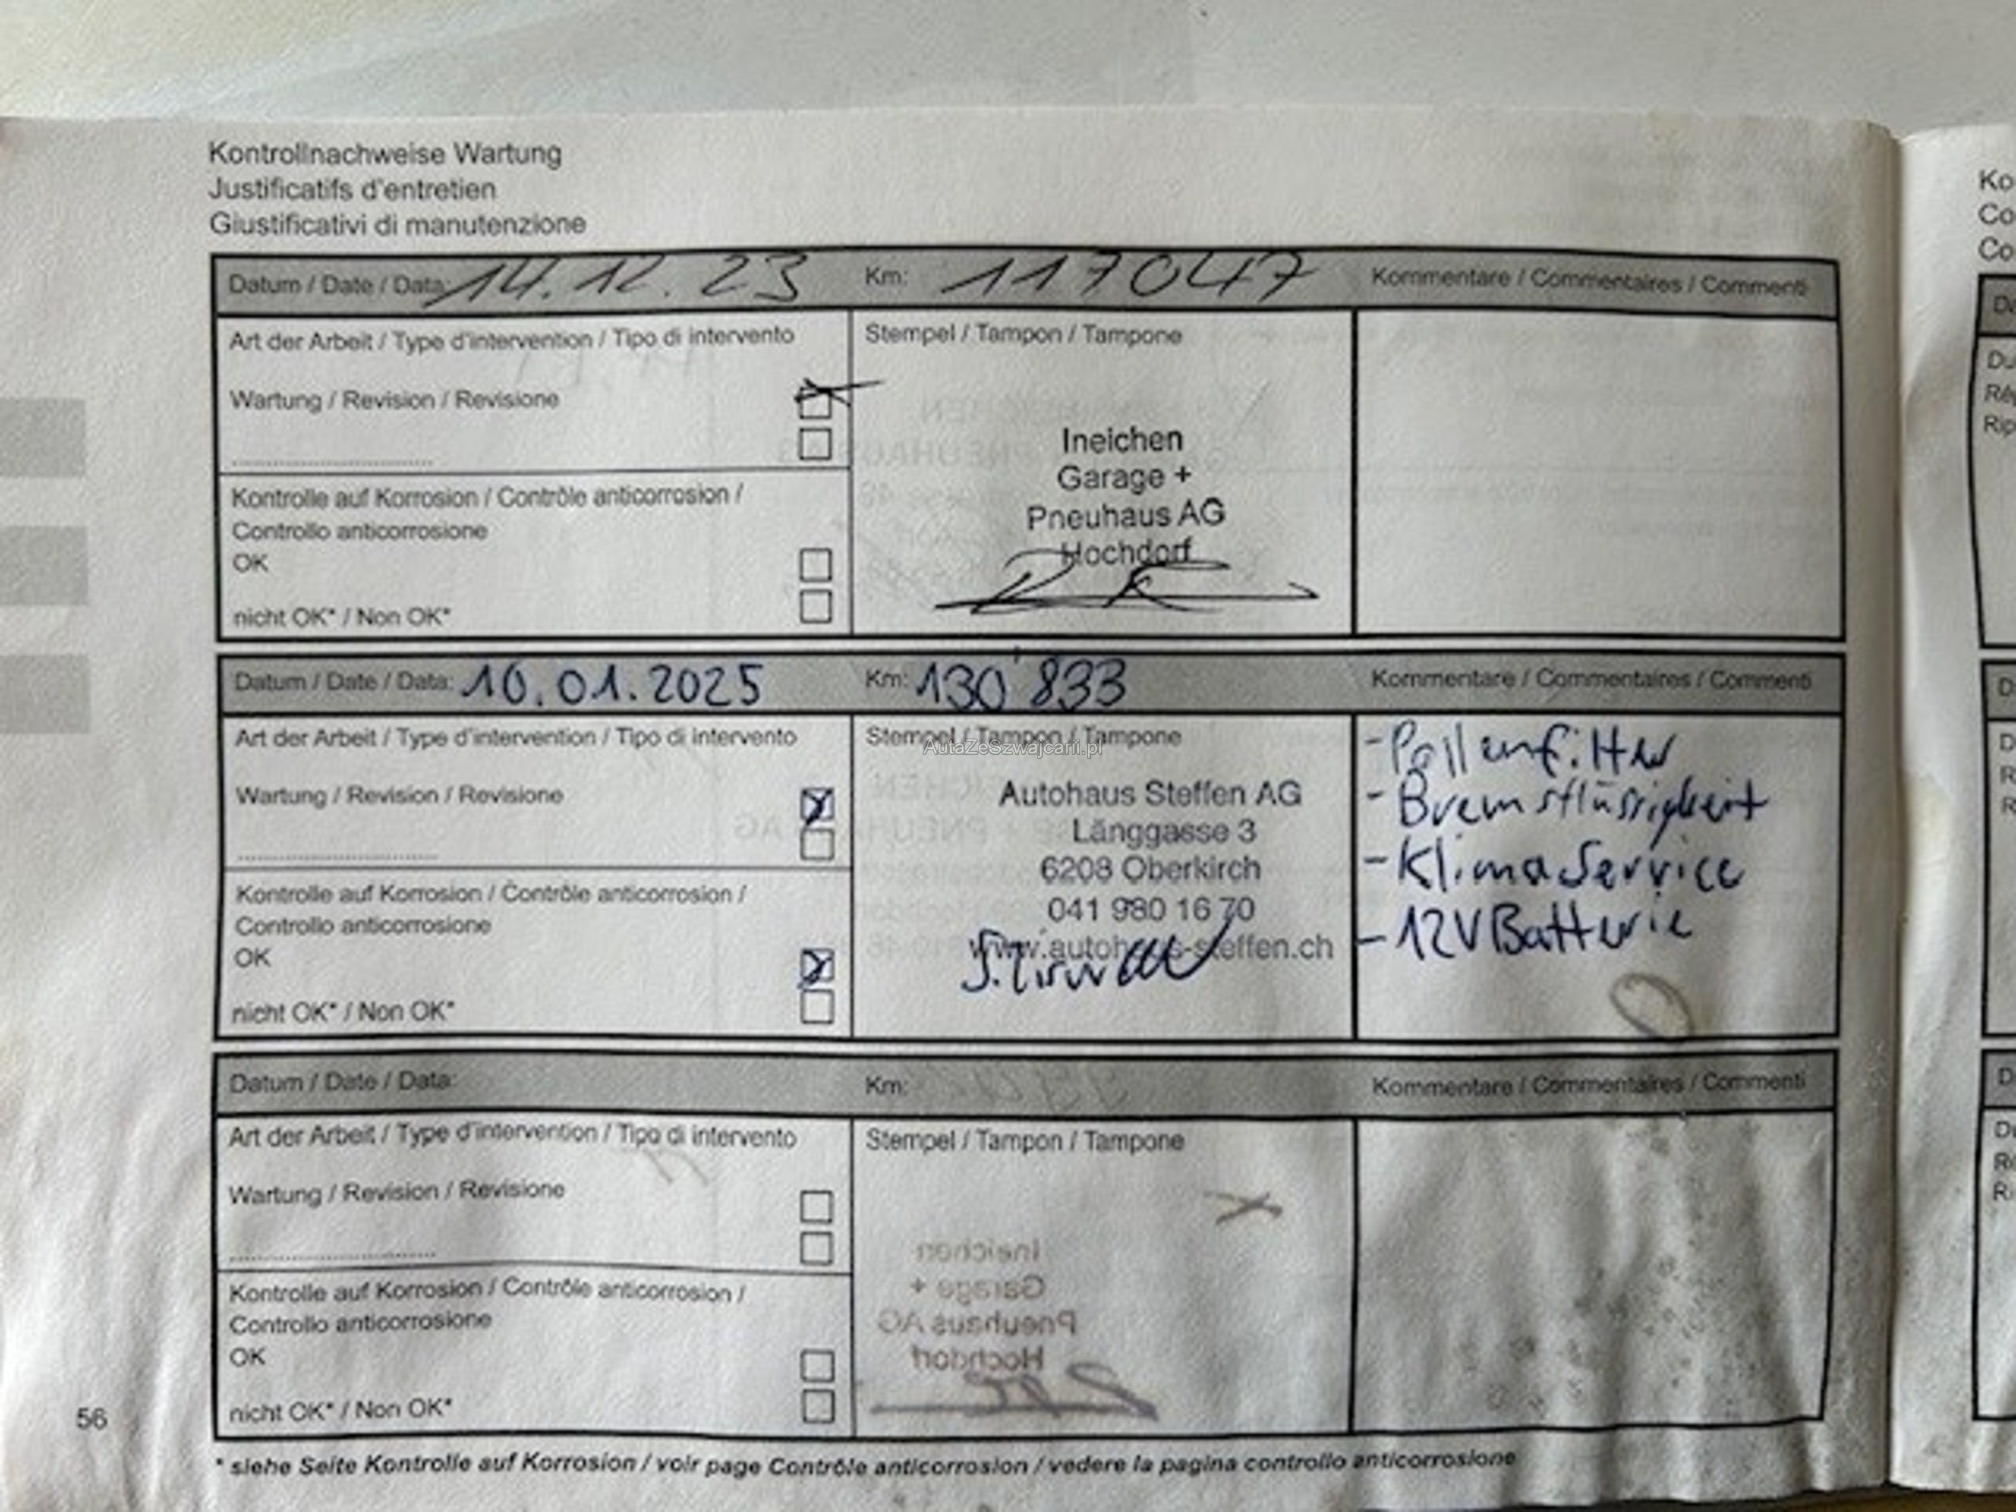 Kontrollnachweise Wartung
Justificatifs d'entretien
Giustificativi di manutenzione
Datum / Date / Data: 14.12.23 Km: 117047 Kommentare / Commentaires / Commenti
Art der Arbeit / Type d'intervention / Tipo di intervento
Stempel / Tampon / Tampone
Wartung / Revision / Revisione
Ineichen
Garage +
Pneuhaus AG
Hochdorf
Kontrolle auf Korrosion / Contrôle anticorrosion /
Controllo anticorrosione
OK
nicht OK* / Non OK*
Datum / Date / Data: 10.01.2025 Km: 130'833 Kommentare / Commentaires / Commenti
Art der Arbeit / Type d'intervention / Tipo di intervento
Stempel / Tampon / Tampone
AutaZeSzwajcarii.pl
Wartung / Revision / Revisione
Autohaus Steffen AG
Länggasse 3
6208 Oberkirch
041 980 16 70
www.autohaus-steffen.ch
- Pollenfilter
- Bremsflüssigkeit
- Klima Service
- 12V Batterie
Kontrolle auf Korrosion / Contrôle anticorrosion /
Controllo anticorrosione
OK
nicht OK* / Non OK*
Datum / Date / Data: Km: Kommentare / Commentaires / Commenti
Art der Arbeit / Type d'intervention / Tipo di intervento
Stempel / Tampon / Tampone
Wartung / Revision / Revisione
Ineichen
Garage +
Pneuhaus AG
Hochdorf
Kontrolle auf Korrosion / Contrôle anticorrosion /
Controllo anticorrosione
OK
nicht OK* / Non OK*
56
* siehe Seite Kontrolle auf Korrosion / voir page Contrôle anticorrosion / vedere la pagina controllo anticorrosione